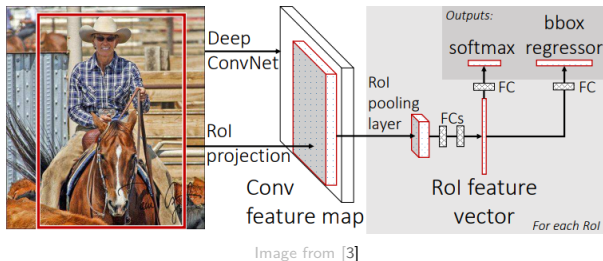 Deep
ConvNet
RoI
projection
Conv
feature map
RoI
pooling
layer
FCs
Outputs:
softmax
bbox
regressor
FC
FC
RoI feature
vector
For each RoI
Image from [3]